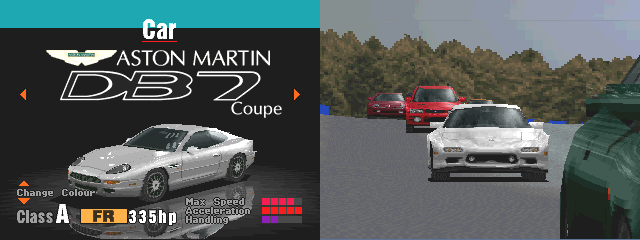 Car
ASTON MARTIN
DB7
Coupe
Change Colour
Class A FR 335hp
Max Speed
Acceleration
Handling